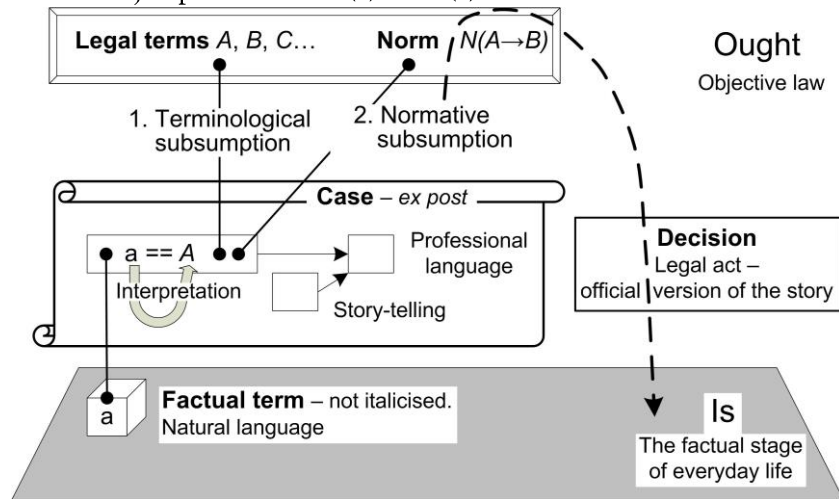 Legal terms A, B, C… Norm N(A→B)
Ought
Objective law
1. Terminological
subsumption
2. Normative
subsumption
Case – ex post
a == A
Interpretation
Professional
language
Story-telling
Decision
Legal act –
official version of the story
a
Factual term – not italicised.
Natural language
Is
The factual stage
of everyday life